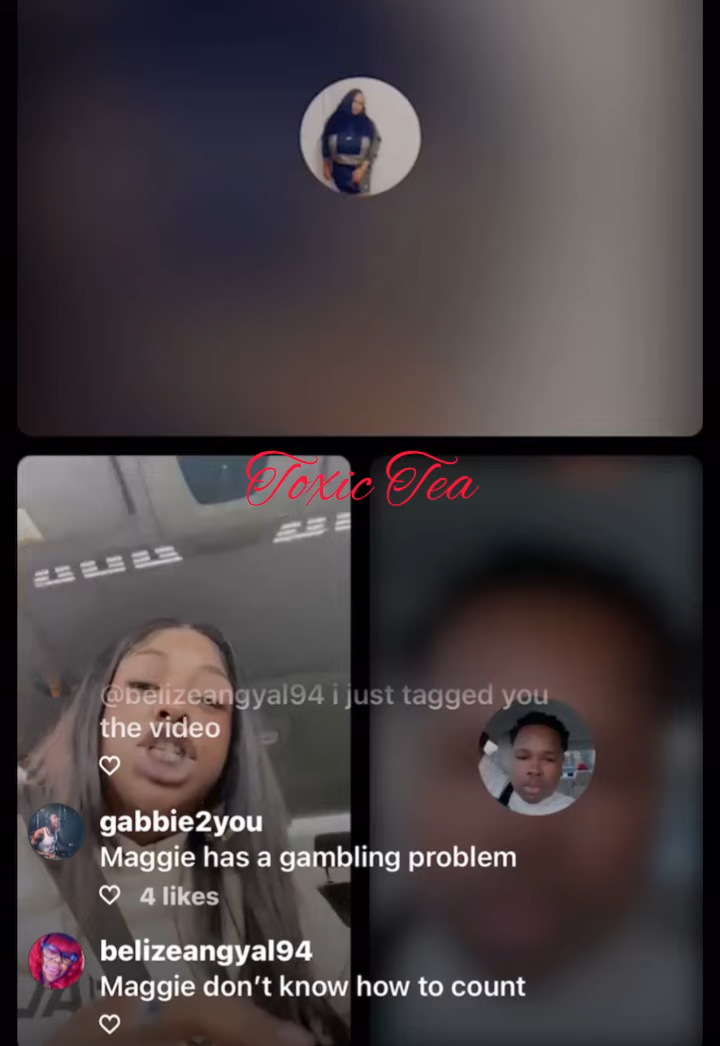 Toxic Tea
@belizeangyal94 i just tagged you
the video
gabbie2you
Maggie has a gambling problem
4 likes
belizeangyal94
Maggie don’t know how to count